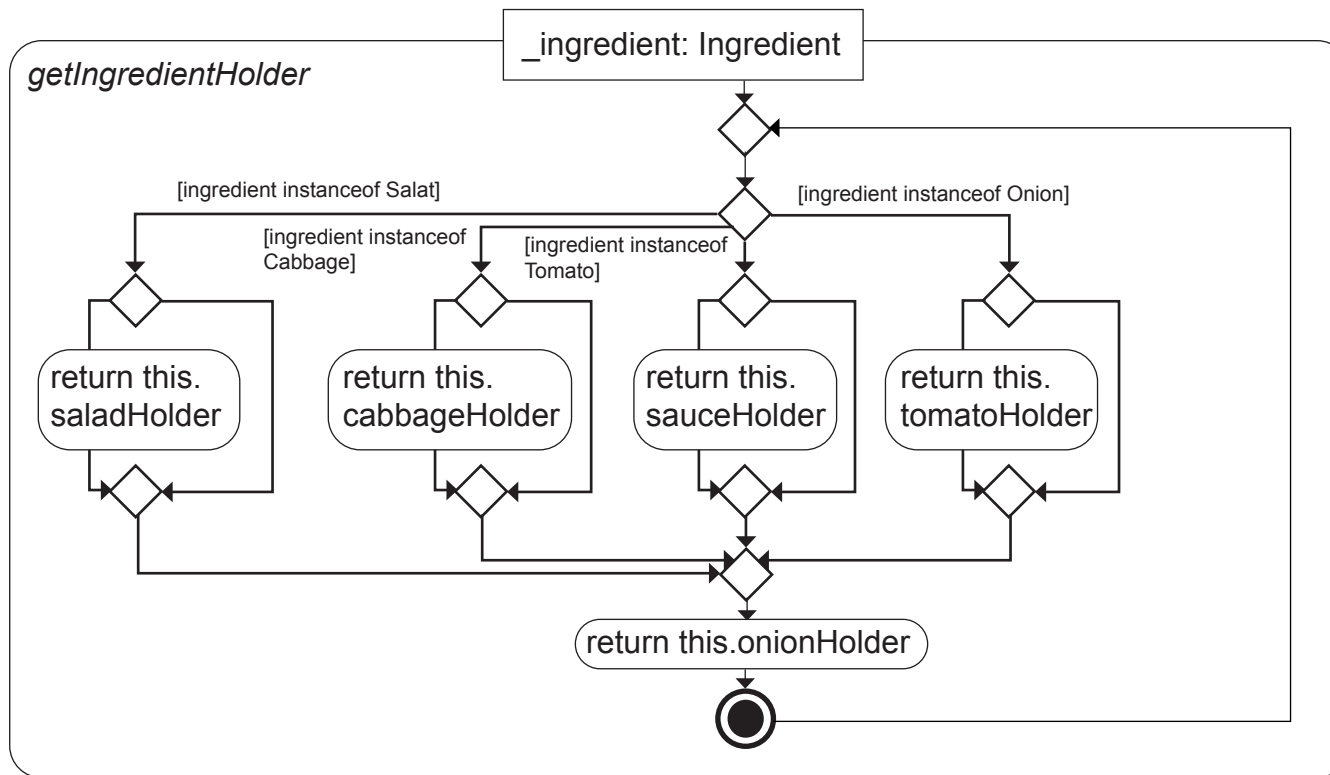 _ingredient: Ingredient
getIngredientHolder
[ingredient instanceof Salat]
[ingredient instanceof Onion]
[ingredient instanceof
Cabbage]
[ingredient instanceof
Tomato]
return this.
saladHolder
return this.
cabbageHolder
return this.
sauceHolder
return this.
tomatoHolder
return this.onionHolder